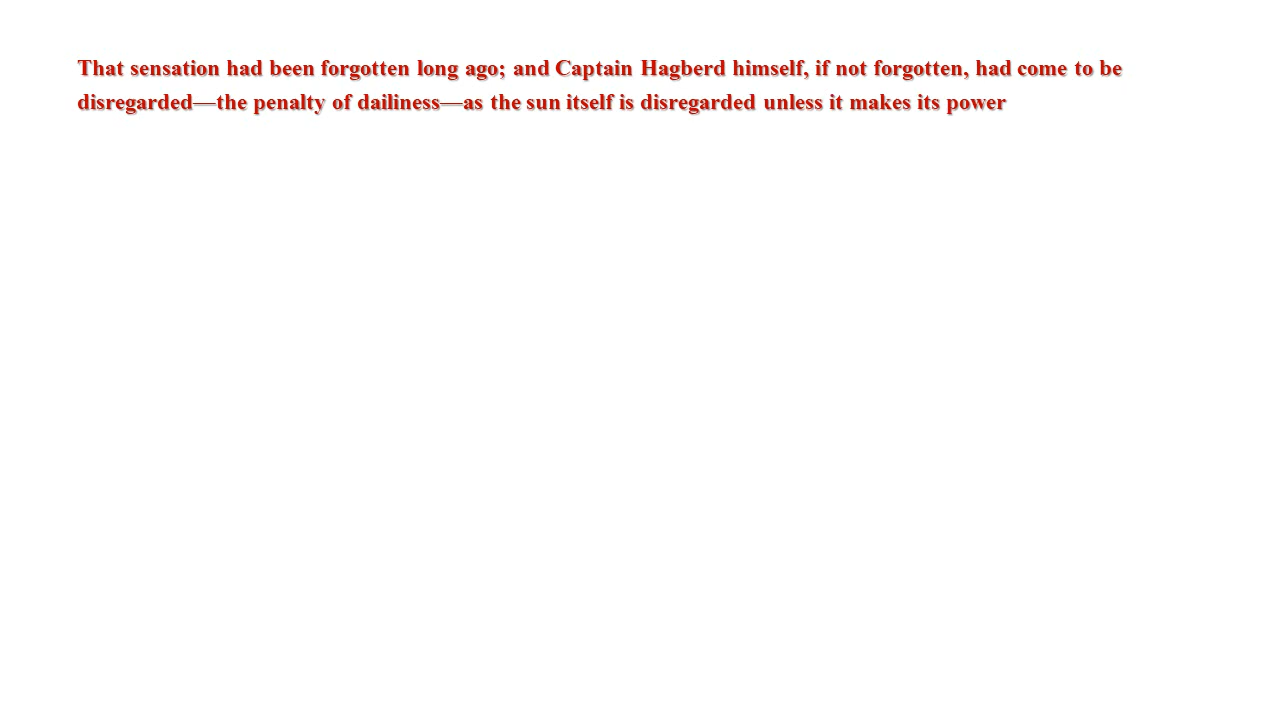 That sensation had been forgotten long ago; and Captain Hagberd himself, if not forgotten, had come to be
disregarded—the penalty of dailiness—as the sun itself is disregarded unless it makes its power